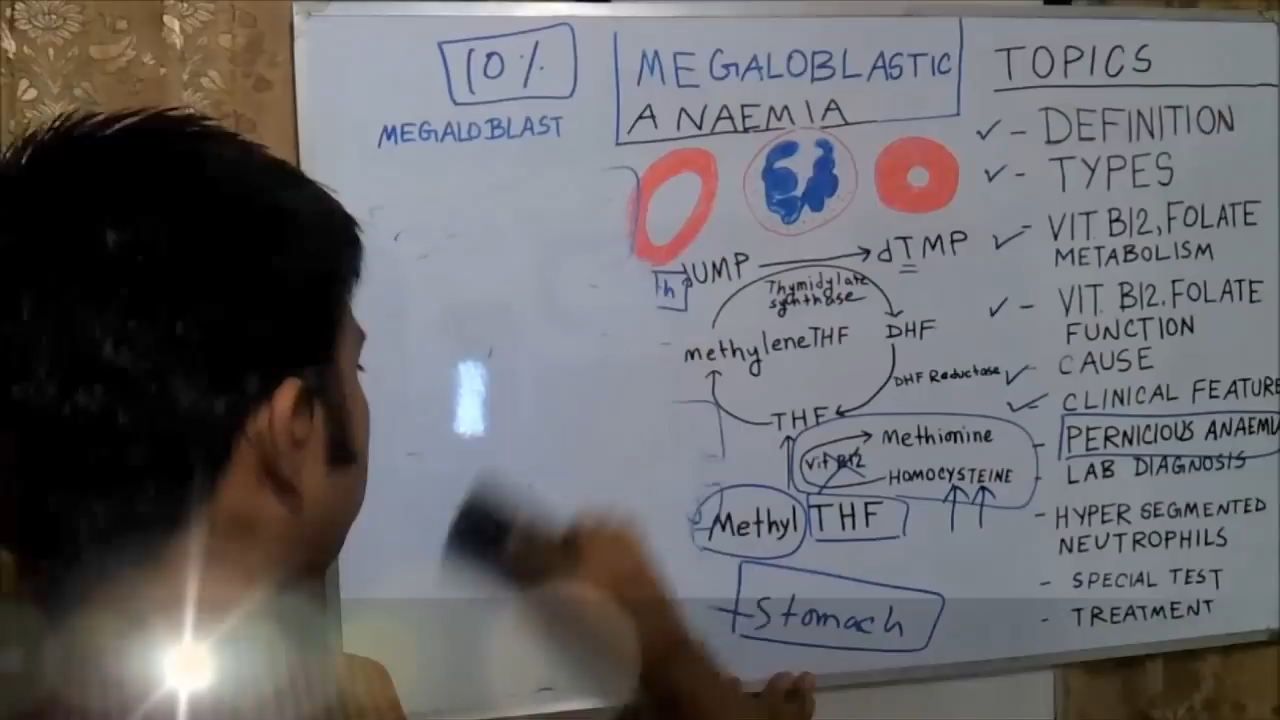 10%
MEGALOBLAST
MEGALOBLASTIC
ANAEMIA
dUMP
dTMP
Thymidylate
synthase
methyleneTHF
DHF
DHF Reductase
THF
Methionine
Vit B12
HOMOCYSTEINE
Methyl THF
Stomach
TOPICS
- DEFINITION
- TYPES
- VIT. B12, FOLATE
METABOLISM
- VIT. B12. FOLATE
FUNCTION
CAUSE
CLINICAL FEATURE
- PERNICIOUS ANAEMI
LAB DIAGNOSIS
- HYPER SEGMENTED
NEUTROPHILS
- SPECIAL TEST
- TREATMENT